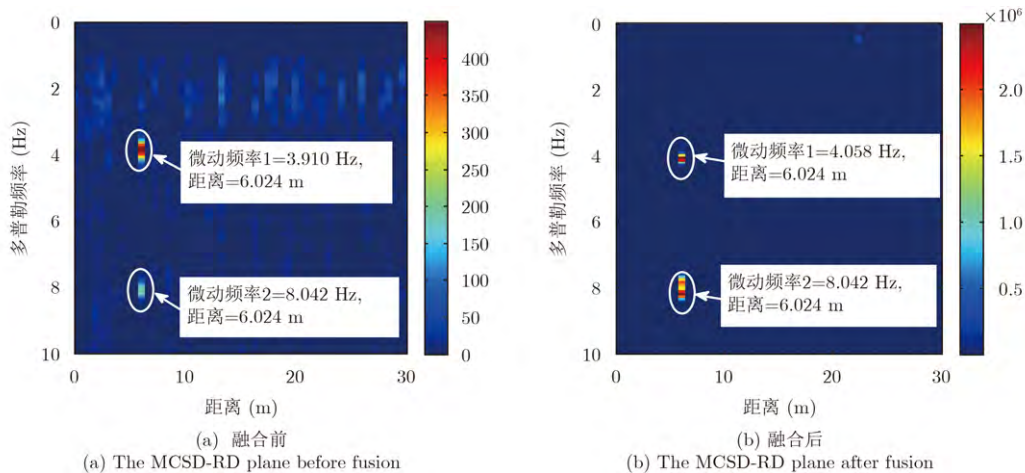 0
2
4
6
8
10
多普勒频率 (Hz)
0
10
20
30
距离 (m)
400
350
300
250
200
150
100
50
0
微动频率1=3.910 Hz,
距离=6.024 m
微动频率2=8.042 Hz,
距离=6.024 m
(a) 融合前
(a) The MCSD-RD plane before fusion
0
2
4
6
8
10
多普勒频率 (Hz)
0
10
20
30
距离 (m)
×10⁶
2.0
1.5
1.0
0.5
微动频率1=4.058 Hz,
距离=6.024 m
微动频率2=8.042 Hz,
距离=6.024 m
(b) 融合后
(b) The MCSD-RD plane after fusion